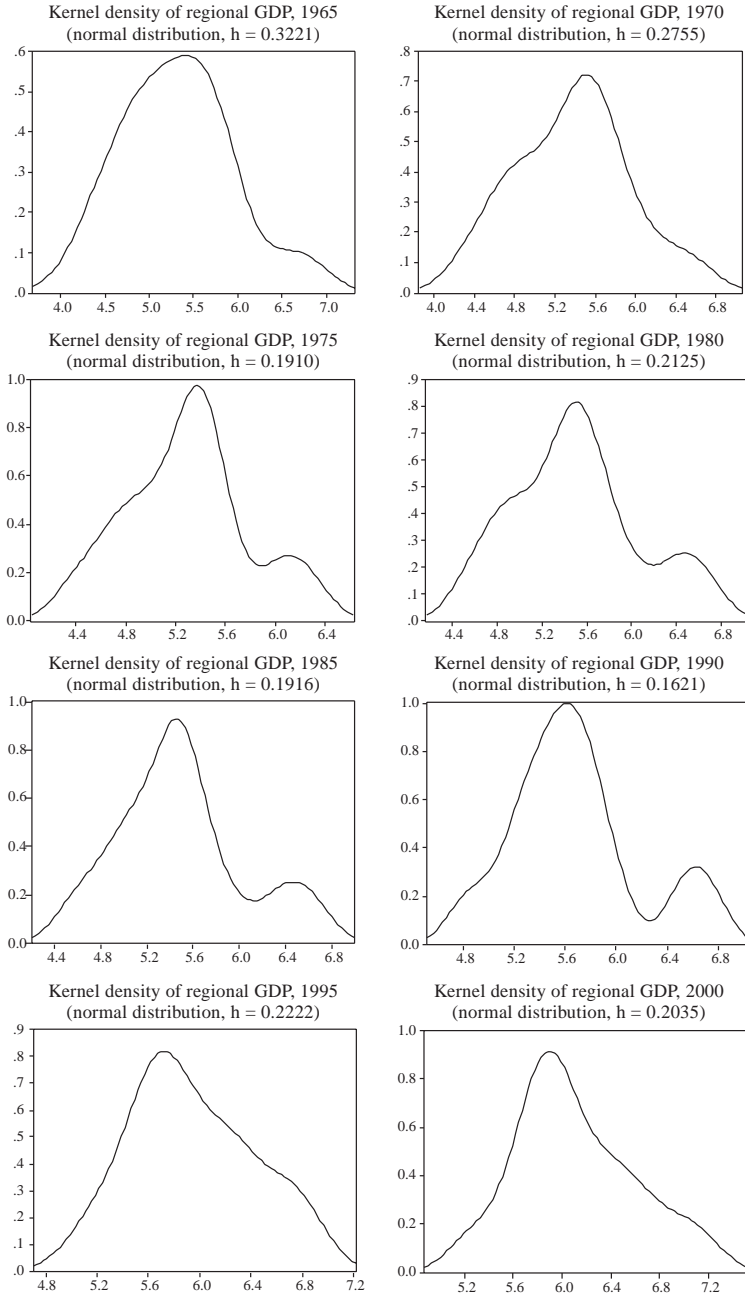 Kernel density of regional GDP, 1965
(normal distribution, h = 0.3221)
.6
.5
.4
.3
.2
.1
.0
4.0 4.5 5.0 5.5 6.0 6.5 7.0
Kernel density of regional GDP, 1970
(normal distribution, h = 0.2755)
.8
.7
.6
.5
.4
.3
.2
.1
.0
4.0 4.4 4.8 5.2 5.6 6.0 6.4 6.8
Kernel density of regional GDP, 1975
(normal distribution, h = 0.1910)
1.0
0.8
0.6
0.4
0.2
0.0
4.4 4.8 5.2 5.6 6.0 6.4
Kernel density of regional GDP, 1980
(normal distribution, h = 0.2125)
.9
.8
.7
.6
.5
.4
.3
.2
.1
.0
4.4 4.8 5.2 5.6 6.0 6.4 6.8
Kernel density of regional GDP, 1985
(normal distribution, h = 0.1916)
1.0
0.8
0.6
0.4
0.2
0.0
4.4 4.8 5.2 5.6 6.0 6.4 6.8
Kernel density of regional GDP, 1990
(normal distribution, h = 0.1621)
1.0
0.8
0.6
0.4
0.2
0.0
4.8 5.2 5.6 6.0 6.4 6.8
Kernel density of regional GDP, 1995
(normal distribution, h = 0.2222)
.9
.8
.7
.6
.5
.4
.3
.2
.1
.0
4.8 5.2 5.6 6.0 6.4 6.8 7.2
Kernel density of regional GDP, 2000
(normal distribution, h = 0.2035)
1.0
0.8
0.6
0.4
0.2
0.0
5.2 5.6 6.0 6.4 6.8 7.2